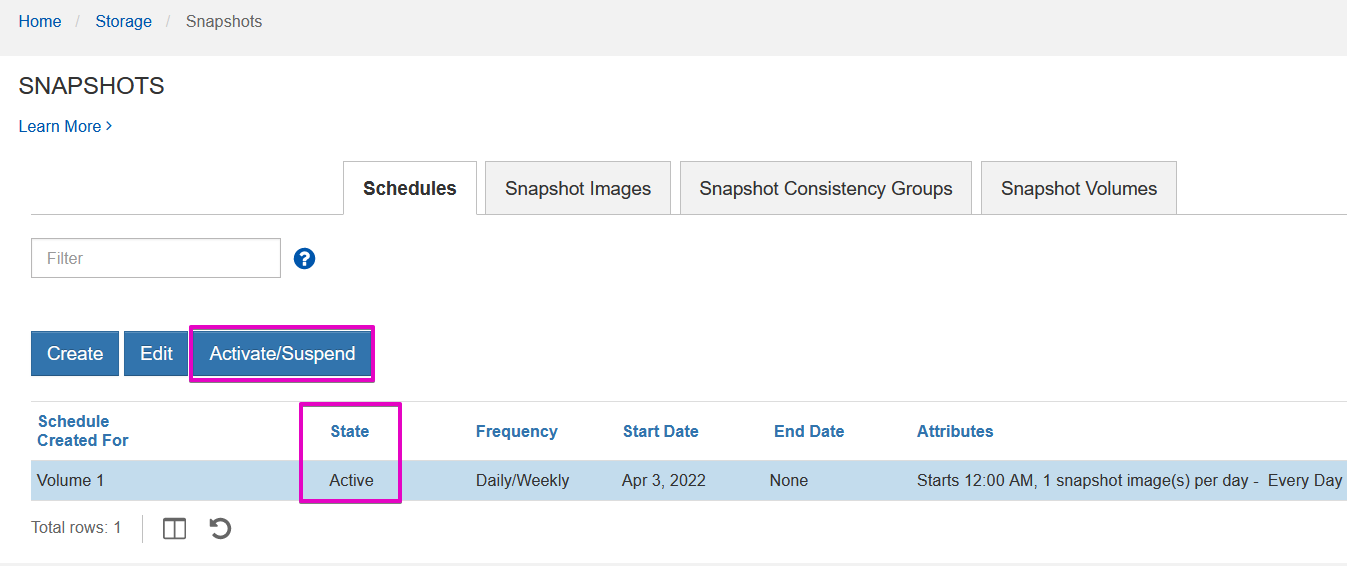 Home / Storage / Snapshots
SNAPSHOTS
Learn More >
Schedules Snapshot Images Snapshot Consistency Groups Snapshot Volumes
Filter ?
Create Edit Activate/Suspend
Schedule
Created For State Frequency Start Date End Date Attributes
Volume 1 Active Daily/Weekly Apr 3, 2022 None Starts 12:00 AM, 1 snapshot image(s) per day - Every Day
Total rows: 1